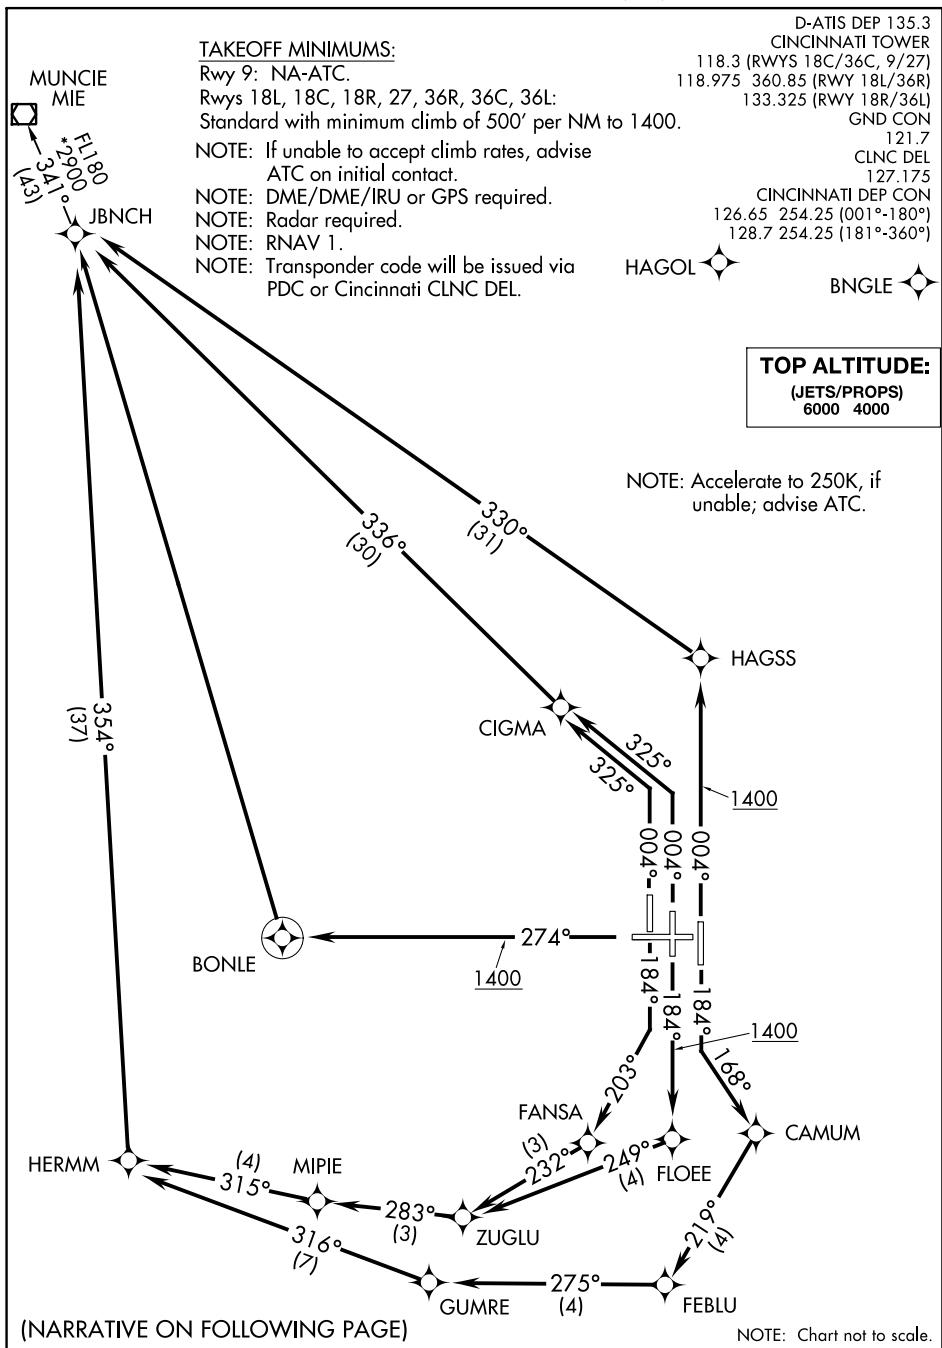 D-ATIS DEP 135.3
CINCINNATI TOWER
118.3 (RWYS 18C/36C, 9/27)
118.975 360.85 (RWY 18L/36R)
133.325 (RWY 18R/36L)
GND CON
121.7
CLNC DEL
127.175
CINCINNATI DEP CON
126.65 254.25 (001°-180°)
128.7 254.25 (181°-360°)
TAKEOFF MINIMUMS:
Rwy 9: NA-ATC.
Rwys 18L, 18C, 18R, 27, 36R, 36C, 36L:
Standard with minimum climb of 500' per NM to 1400.
NOTE: If unable to accept climb rates, advise
ATC on initial contact.
NOTE: DME/DME/IRU or GPS required.
NOTE: Radar required.
NOTE: RNAV 1.
NOTE: Transponder code will be issued via
PDC or Cincinnati CLNC DEL.
MUNCIE
MIE
FL180
*2900
341°
(43)
JBNCH
HAGOL
BNGLE
TOP ALTITUDE:
(JETS/PROPS)
6000 4000
NOTE: Accelerate to 250K, if
unable; advise ATC.
330°
(31)
336°
(30)
HAGSS
CIGMA
354°
(37)
325°
325°
1400
004°
004°
004°
BONLE
274°
1400
184°
184°
184°
1400
203°
168°
FANSA
CAMUM
FLOEE
(3)
232°
249°
(4)
HERMM
(4)
315°
MIPIE
283°
(3)
ZUGLU
219°
(4)
316°
(7)
GUMRE
275°
(4)
FEBLU
(NARRATIVE ON FOLLOWING PAGE)
NOTE: Chart not to scale.